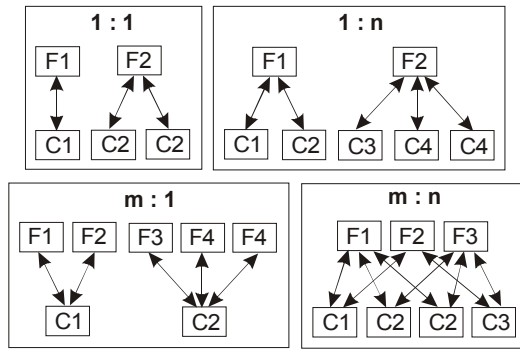 1 : 1
F1 F2
C1 C2 C2
1 : n
F1 F2
C1 C2 C3 C4 C4
m : 1
F1 F2 F3 F4 F4
C1 C2
m : n
F1 F2 F3
C1 C2 C2 C3